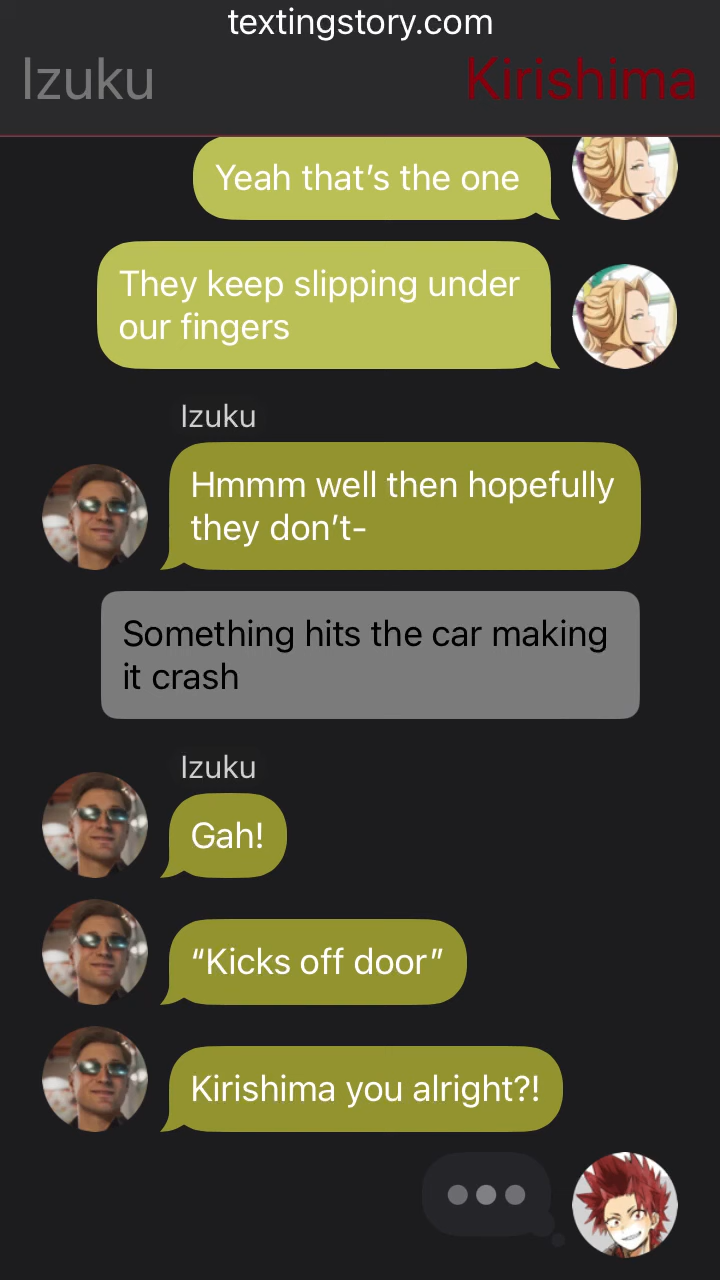 textingstory.com
Izuku
Kirishima
Yeah that’s the one
They keep slipping under
our fingers
Izuku
Hmmm well then hopefully
they don’t-
Something hits the car making
it crash
Izuku
Gah!
“Kicks off door”
Kirishima you alright?!